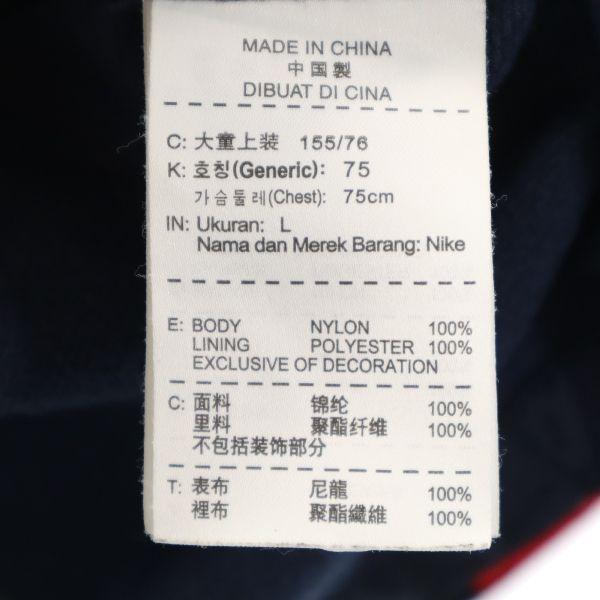 MADE IN CHINA
中国製
DIBUAT DI CINA
C: 大童上装 155/76
K: 호칭(Generic): 75
가슴둘레(Chest): 75cm
IN: Ukuran: L
Nama dan Merek Barang: Nike
E: BODY NYLON 100%
LINING POLYESTER 100%
EXCLUSIVE OF DECORATION
C: 面料 锦纶 100%
里料 聚酯纤维 100%
不包括装饰部分
T: 表布 尼龍 100%
裡布 聚酯纖維 100%